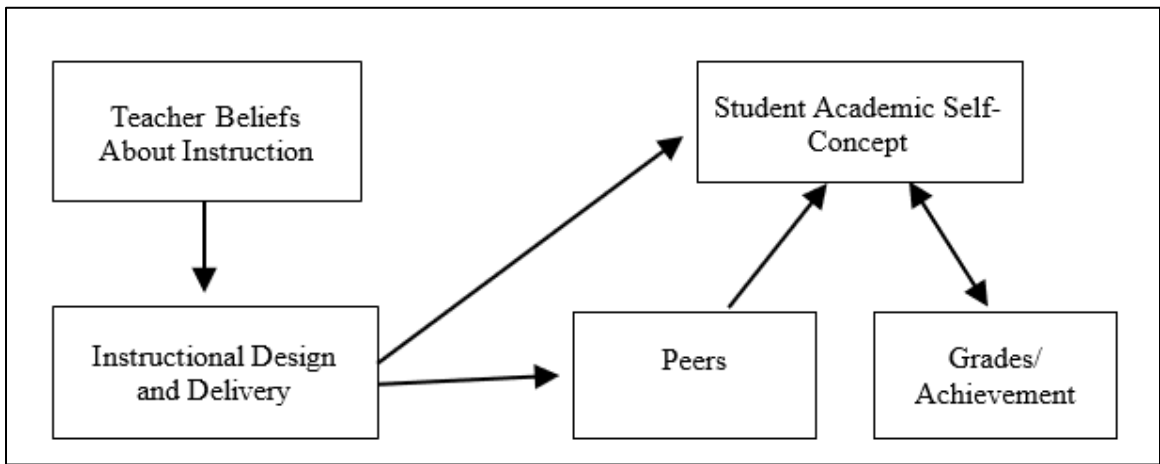 Teacher Beliefs
About Instruction
Student Academic Self-
Concept
Instructional Design
and Delivery
Peers
Grades/
Achievement